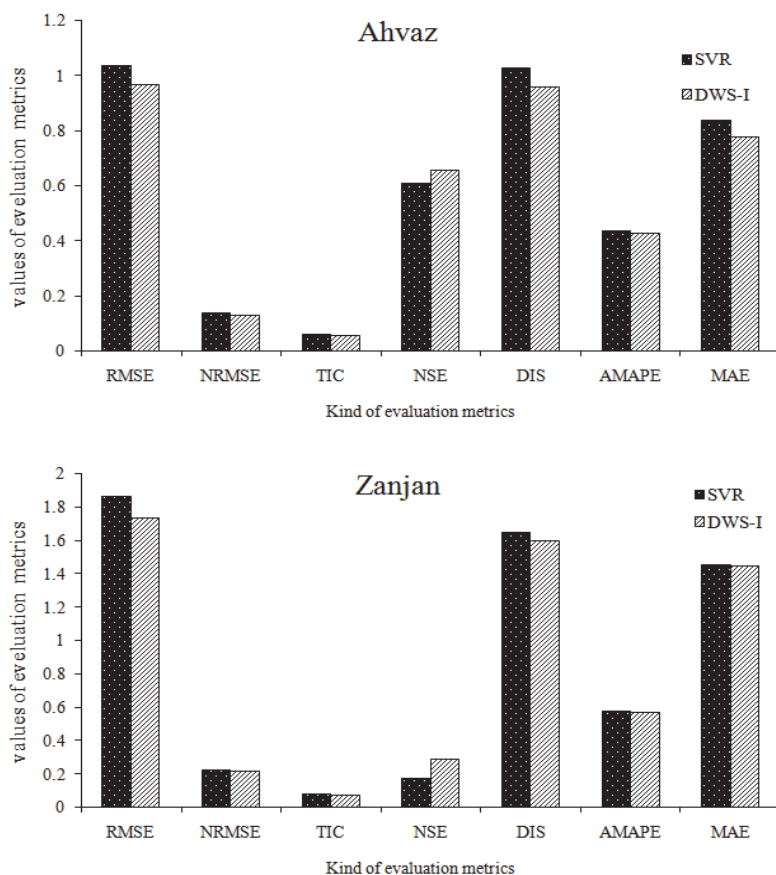 Ahvaz
SVR
DWS-I
values of eveluation metrics
1.2
1
0.8
0.6
0.4
0.2
0
RMSE NRMSE TIC NSE DIS AMAPE MAE
Kind of evaluation metrics
Zanjan
SVR
DWS-I
values of eveluation metrics
2
1.8
1.6
1.4
1.2
1
0.8
0.6
0.4
0.2
0
RMSE NRMSE TIC NSE DIS AMAPE MAE
Kind of evaluation metrics